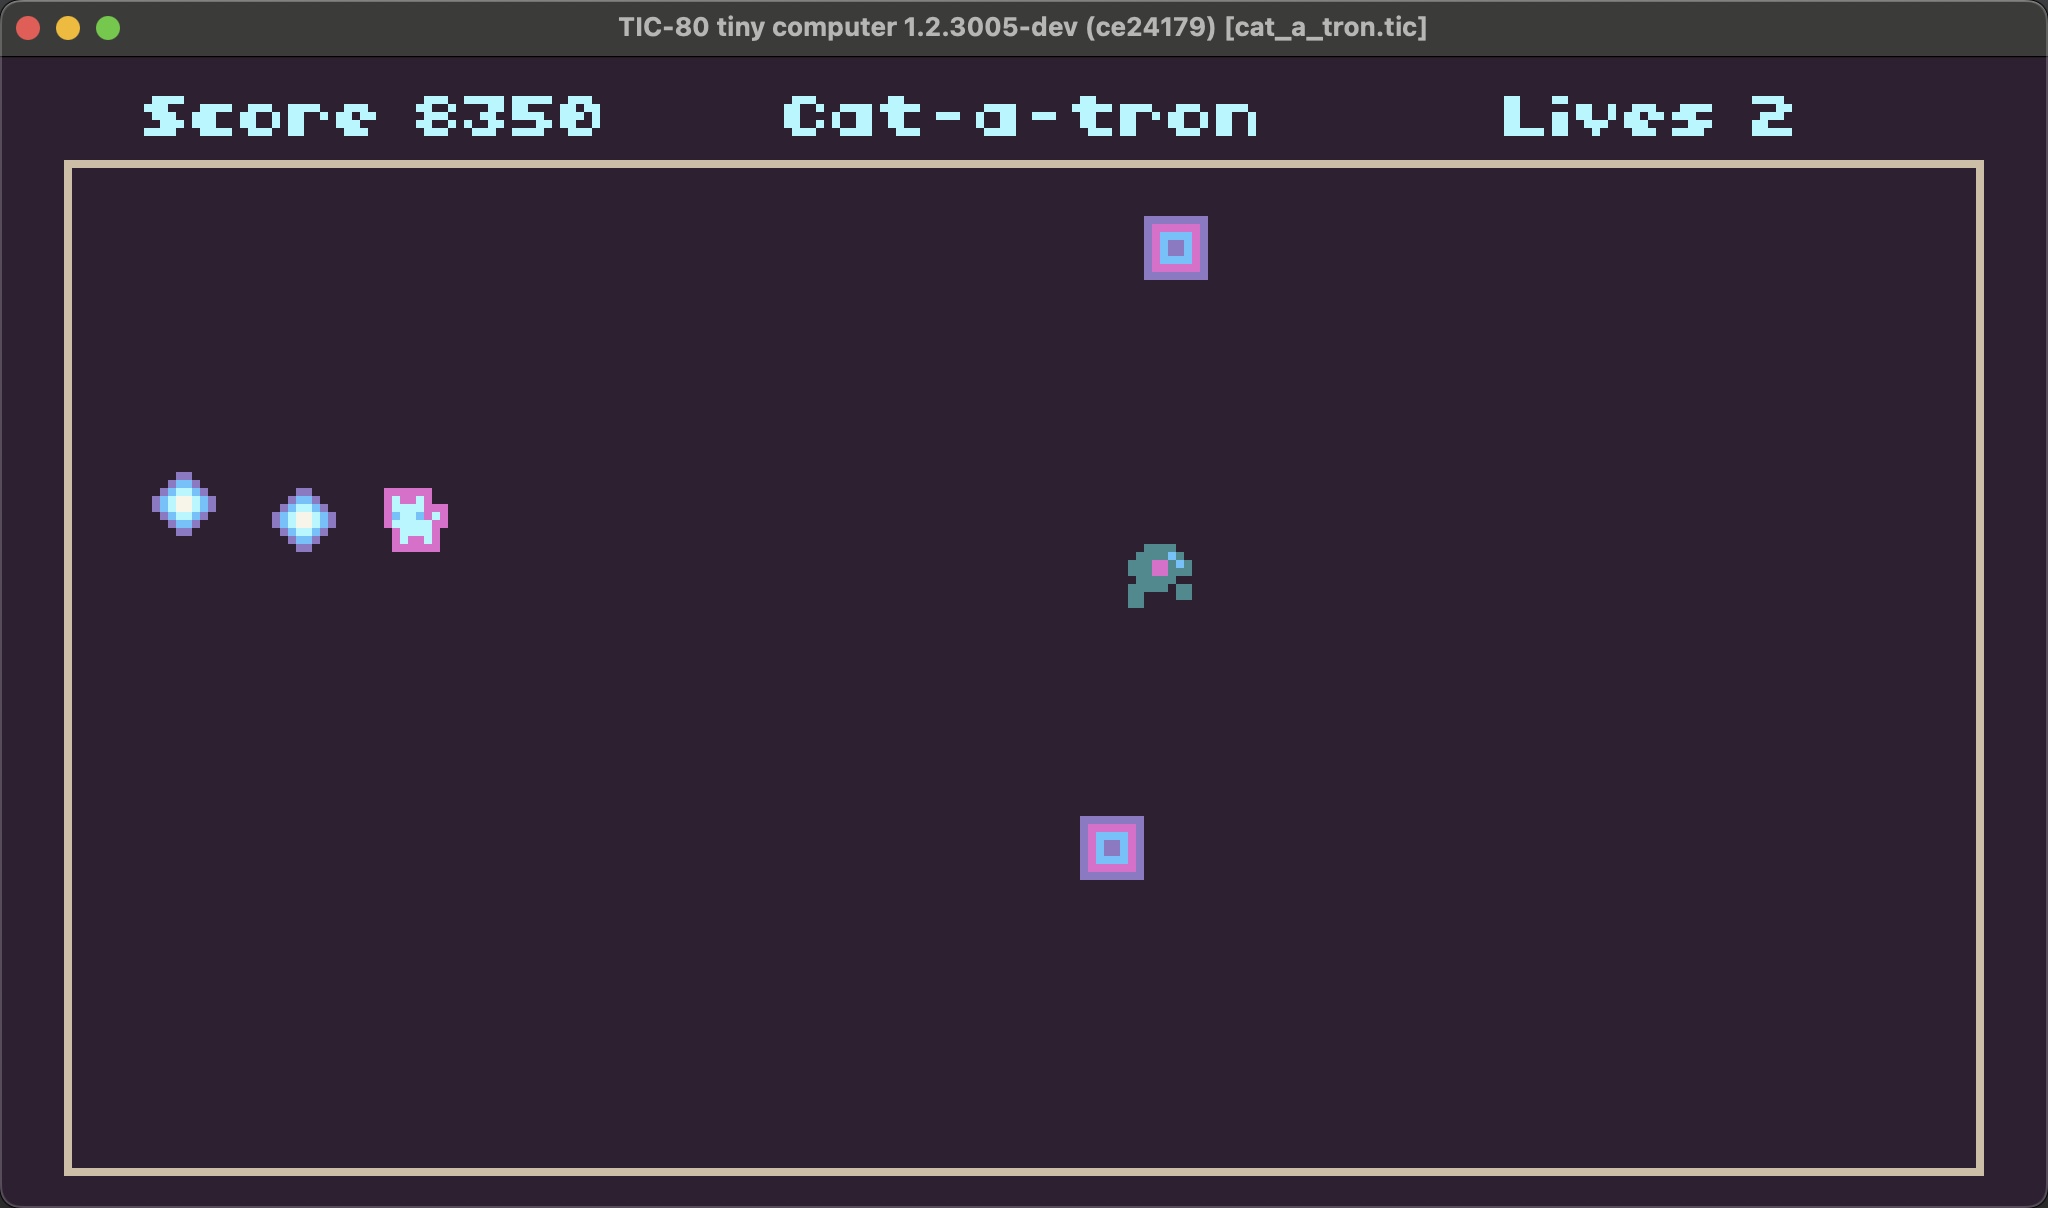 TIC-80 tiny computer 1.2.3005-dev (ce24179) [cat_a_tron.tic]
Score 8350 Cat-a-tron Lives 2